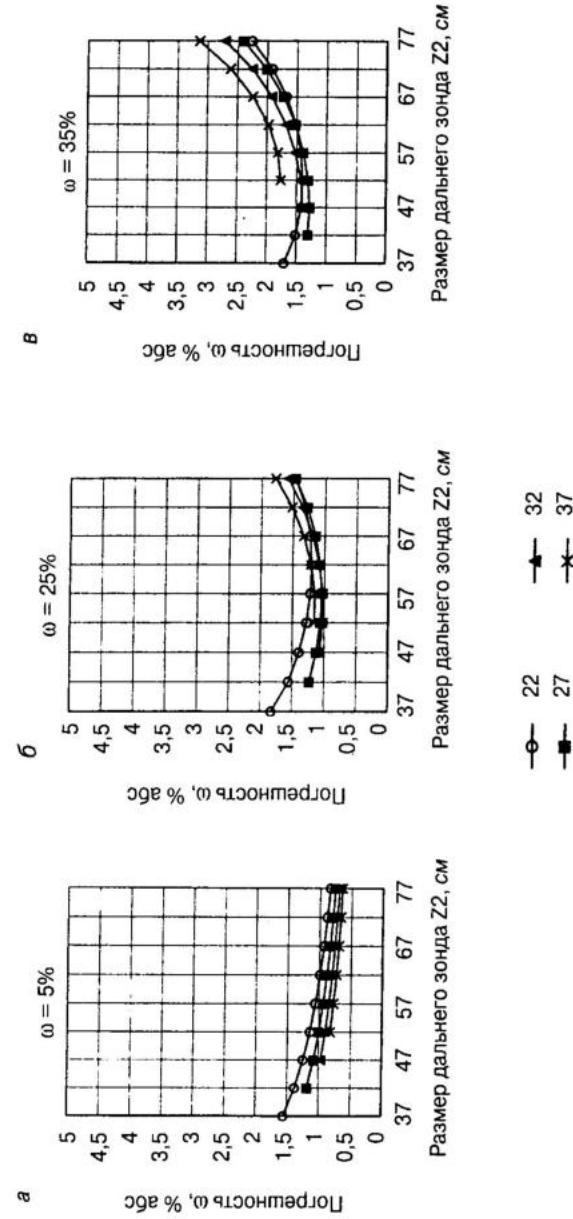 а
ω = 5%
Погрешность ω, % абс
5
4,5
4
3,5
3
2,5
2
1,5
1
0,5
0
37 47 57 67 77
Размер дальнего зонда Z2, см
б
ω = 25%
Погрешность ω, % абс
5
4,5
4
3,5
3
2,5
2
1,5
1
0,5
0
37 47 57 67 77
Размер дальнего зонда Z2, см
в
ω = 35%
Погрешность ω, % абс
5
4,5
4
3,5
3
2,5
2
1,5
1
0,5
0
37 47 57 67 77
Размер дальнего зонда Z2, см
22 32
27 37